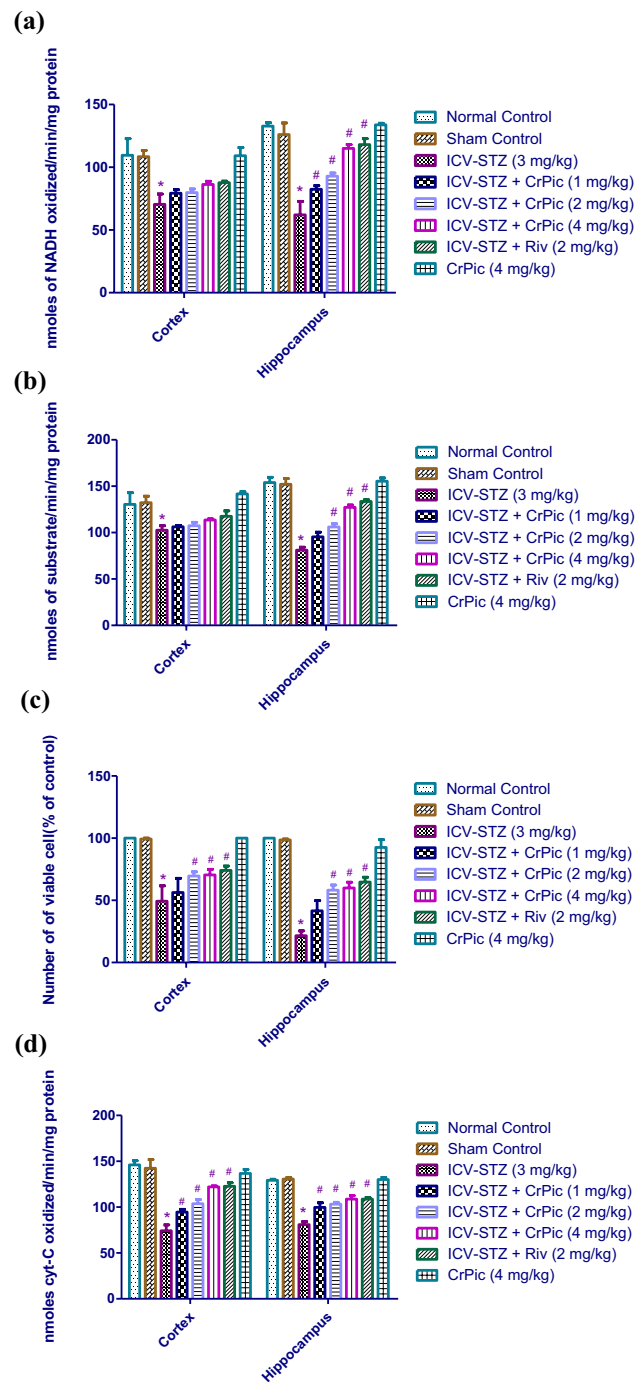 (a)
nmoles of NADH oxidized/min/mg protein
150
100
50
0
*
#
#
#
#
*
Cortex
Hippocampus
Normal Control
Sham Control
ICV-STZ (3 mg/kg)
ICV-STZ + CrPic (1 mg/kg)
ICV-STZ + CrPic (2 mg/kg)
ICV-STZ + CrPic (4 mg/kg)
ICV-STZ + Riv (2 mg/kg)
CrPic (4 mg/kg)
(b)
nmoles of substrate/min/mg protein
200
150
100
50
0
*
*
#
#
#
Cortex
Hippocampus
Normal Control
Sham Control
ICV-STZ (3 mg/kg)
ICV-STZ + CrPic (1 mg/kg)
ICV-STZ + CrPic (2 mg/kg)
ICV-STZ + CrPic (4 mg/kg)
ICV-STZ + Riv (2 mg/kg)
CrPic (4 mg/kg)
(c)
Number of of viable cell(% of control)
150
100
50
0
*
#
#
#
*
#
#
#
Cortex
Hippocampus
Normal Control
Sham Control
ICV-STZ (3 mg/kg)
ICV-STZ + CrPic (1 mg/kg)
ICV-STZ + CrPic (2 mg/kg)
ICV-STZ + CrPic (4 mg/kg)
ICV-STZ + Riv (2 mg/kg)
CrPic (4 mg/kg)
(d)
nmoles cyt-C oxidized/min/mg protein
200
150
100
50
0
*
#
#
#
#
*
#
#
#
#
Cortex
Hippocampus
Normal Control
Sham Control
ICV-STZ (3 mg/kg)
ICV-STZ + CrPic (1 mg/kg)
ICV-STZ + CrPic (2 mg/kg)
ICV-STZ + CrPic (4 mg/kg)
ICV-STZ + Riv (2 mg/kg)
CrPic (4 mg/kg)